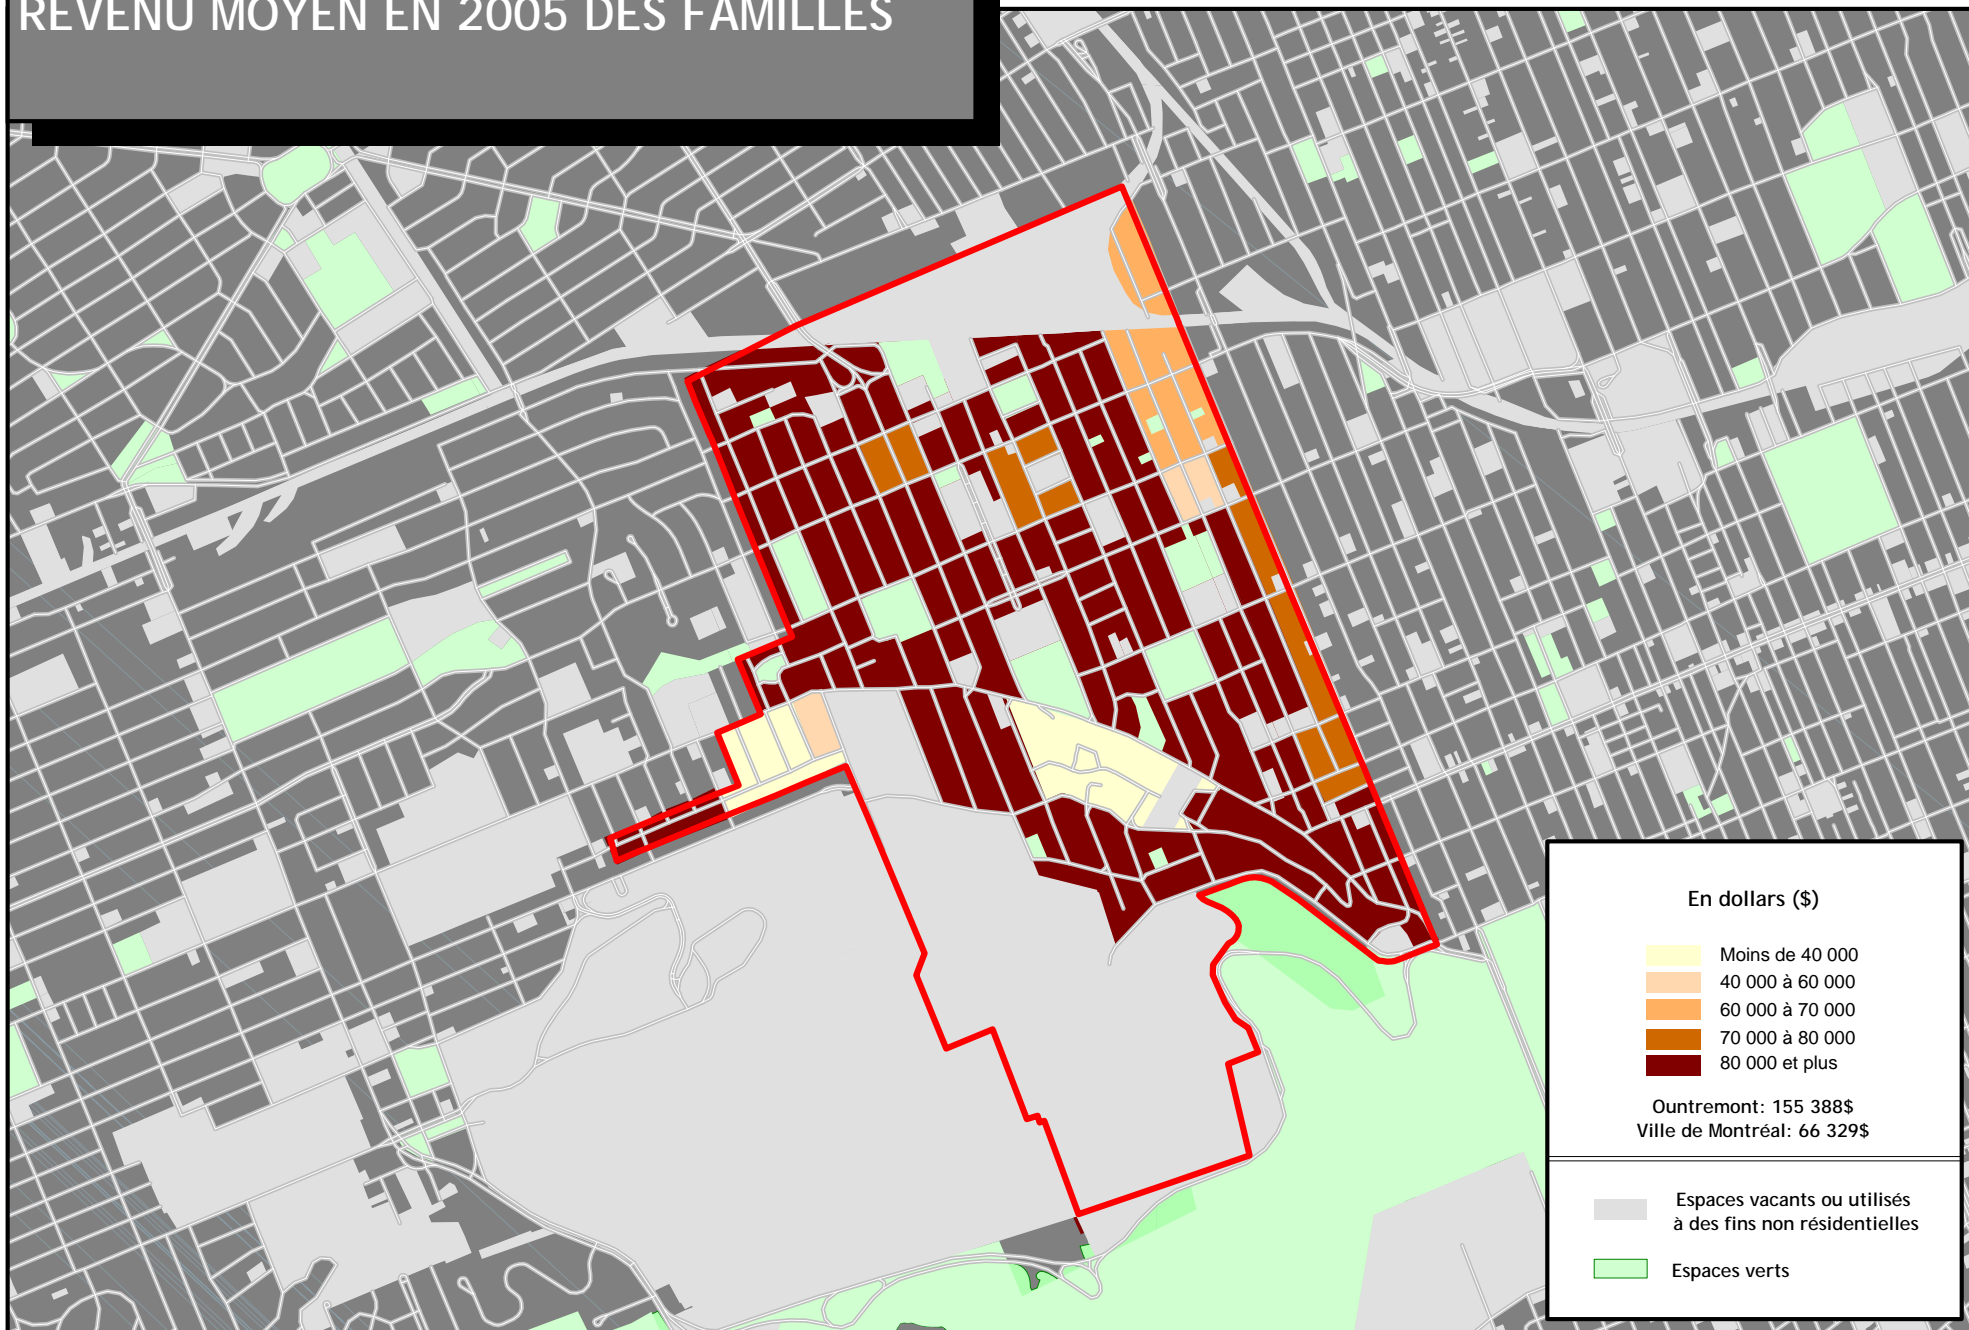 REVENU MOYEN EN 2005 DES FAMILLES
En dollars ($)
Moins de 40 000
40 000 à 60 000
60 000 à 70 000
70 000 à 80 000
80 000 et plus
Ountremont: 155 388$
Ville de Montréal: 66 329$
Espaces vacants ou utilisés
à des fins non résidentielles
Espaces verts